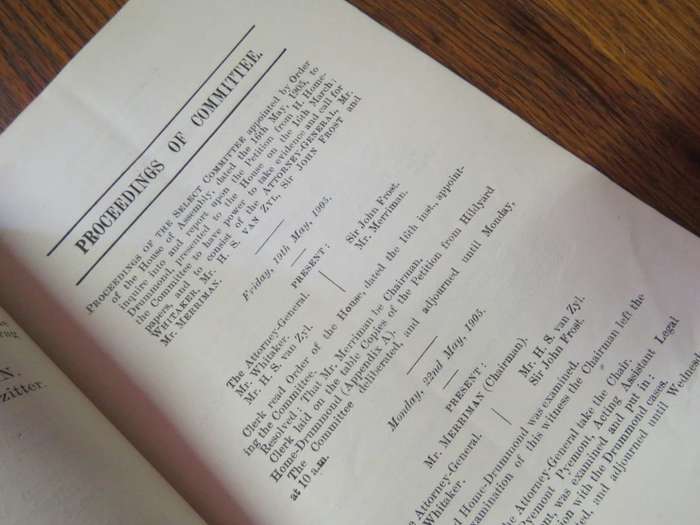 PROCEEDINGS OF COMMITTEE.
PROCEEDINGS OF THE SELECT COMMITTEE appointed by Order
of the House of Assembly, dated the 16th May, 1905, to
inquire into and report upon the Petition from H. Home-
Drummond, presented to the House on the 15th March;
the Committee to have power to take evidence and call for
papers, and to consist of the ATTORNEY-GENERAL, Mr.
WHITAKER, Mr. H. S. VAN ZYL, Sir JOHN FROST and
Mr. MERRIMAN.
Friday, 19th May, 1905.
PRESENT:
The Attorney-General.
Mr. Whitaker.
Mr. H. S. van Zyl.
Sir John Frost.
Mr. Merriman.
Clerk read Order of the House, dated the 16th inst., appoint-
ing the Committee.
Resolved: That Mr. Merriman be Chairman.
Clerk laid on the table Copies of the Petition from Hildyard
Home-Drummond (Appendix A).
The Committee deliberated, and adjourned until Monday,
at 10 a.m.
Monday, 22nd May, 1905.
PRESENT:
Mr. MERRIMAN (Chairman).
Attorney-General.
Whitaker.
Mr. H. S. van Zyl.
Sir John Frost.
Home-Drummond was examined.
examination of this witness the Chairman left the
Attorney-General take the Chair.
Pyemont, Acting Assistant Legal
was examined and put in:
with the Drummond cases.
and adjourned until Wednes
N.
zitter.